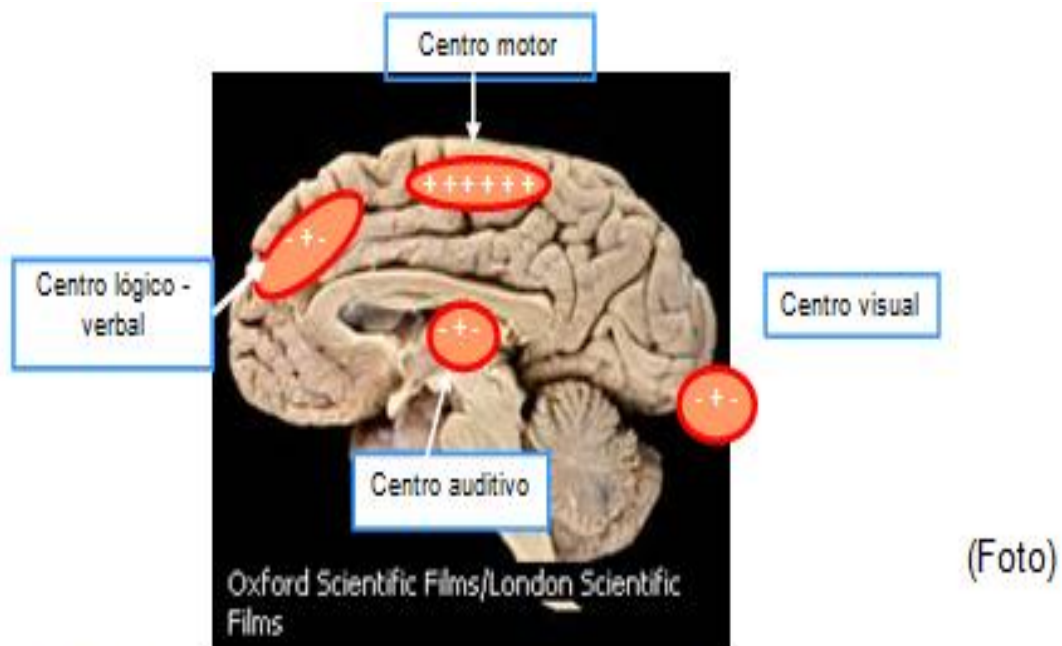 Centro motor
+ + + + + +
- + -
Centro lógico -
verbal
Centro visual
- + -
- + -
Centro auditivo
(Foto)
Oxford Scientific Films/London Scientific
Films